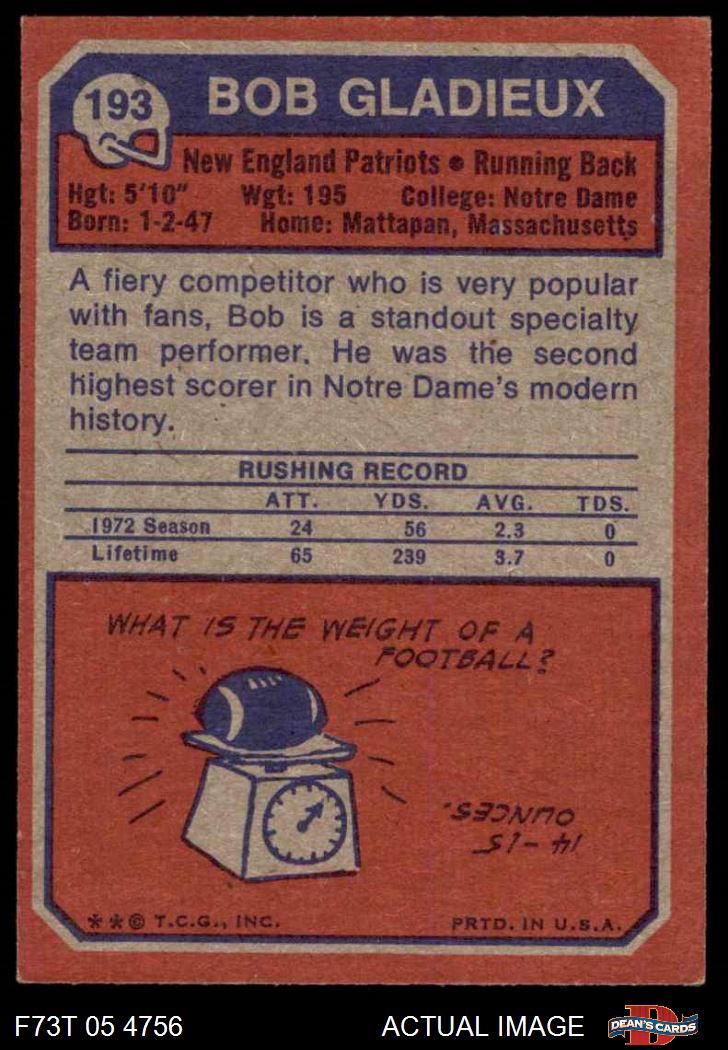 193
BOB GLADIEUX
New England Patriots • Running Back
Hgt: 5'10" Wgt: 195 College: Notre Dame
Born: 1-2-47 Home: Mattapan, Massachusetts
A fiery competitor who is very popular
with fans, Bob is a standout specialty
team performer. He was the second
highest scorer in Notre Dame's modern
history.
RUSHING RECORD
ATT. YDS. AVG. TDS.
1972 Season 24 56 2.3 0
Lifetime 65 239 3.7 0
WHAT IS THE WEIGHT OF A
FOOTBALL?
14-15
OUNCES.
** © T.C.G., INC. PRTD. IN U.S.A.
F73T 05 4756 ACTUAL IMAGE
D
DEAN'S CARDS